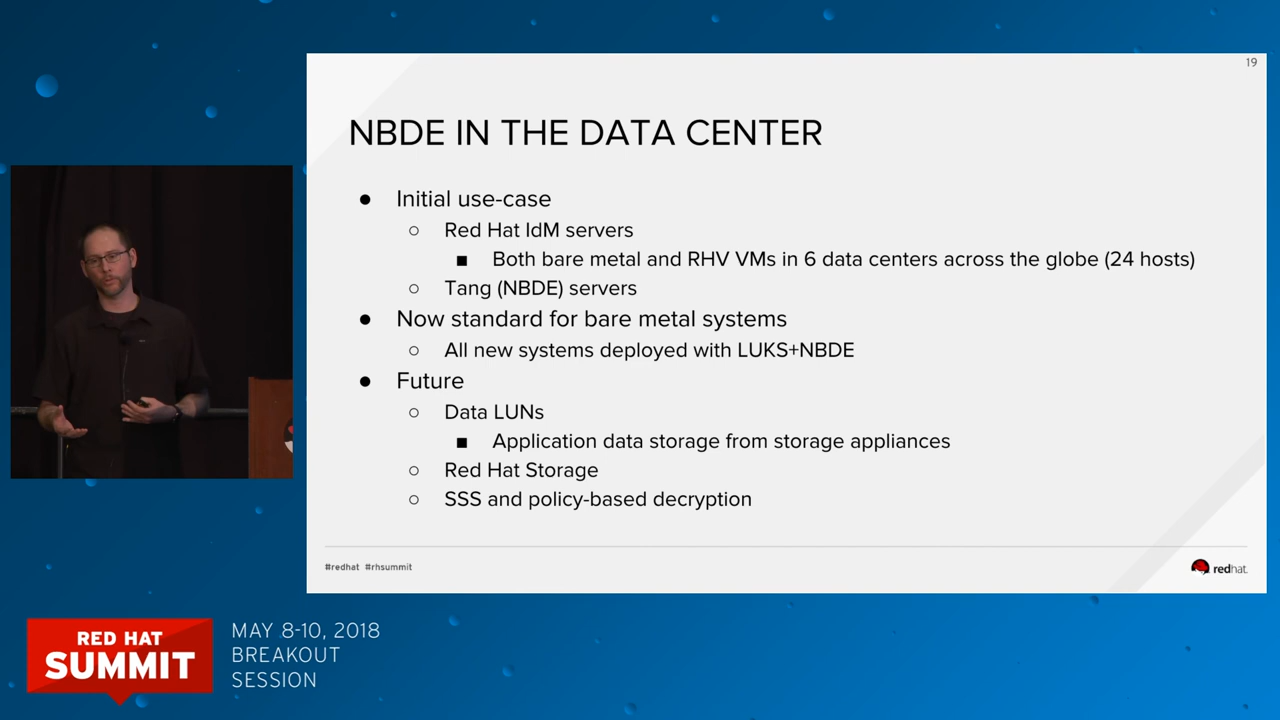 19
NBDE IN THE DATA CENTER
● Initial use-case
○ Red Hat IdM servers
■ Both bare metal and RHV VMs in 6 data centers across the globe (24 hosts)
○ Tang (NBDE) servers
● Now standard for bare metal systems
○ All new systems deployed with LUKS+NBDE
● Future
○ Data LUNs
■ Application data storage from storage appliances
○ Red Hat Storage
○ SSS and policy-based decryption
#redhat #rhsummit
redhat.
RED HAT
SUMMIT
MAY 8-10, 2018
BREAKOUT
SESSION